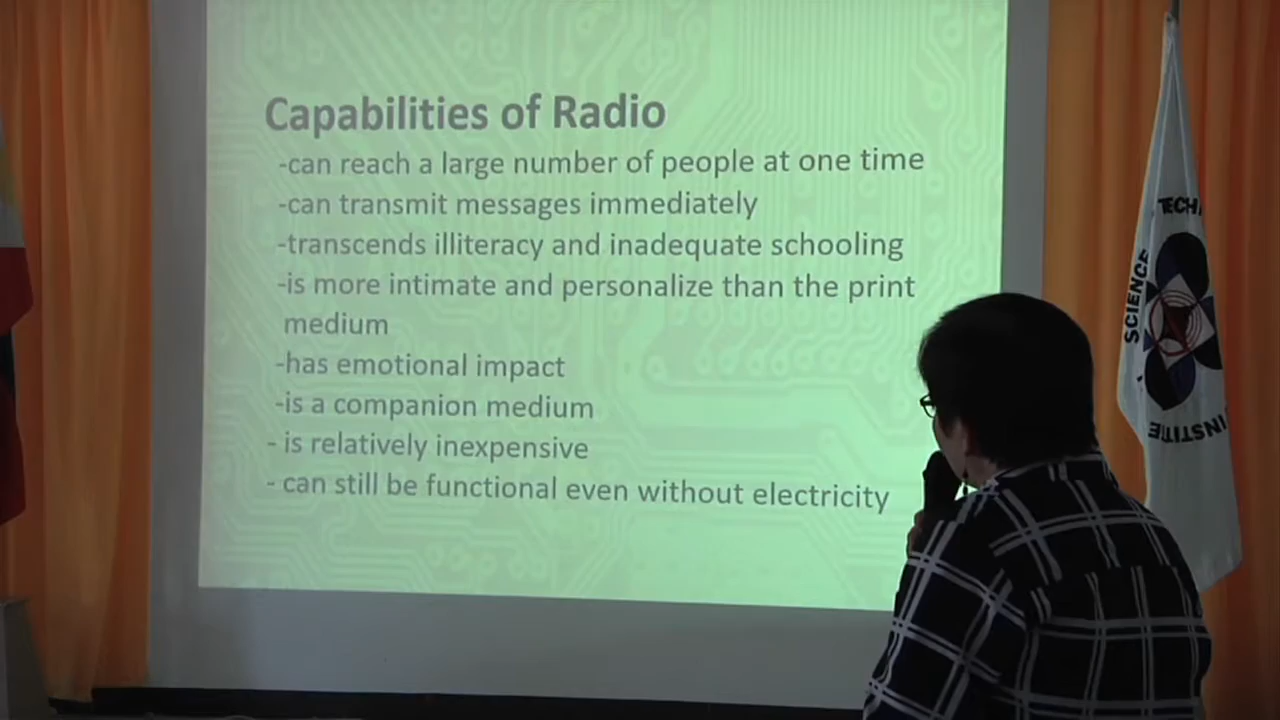 Capabilities of Radio
-can reach a large number of people at one time
-can transmit messages immediately
-transcends illiteracy and inadequate schooling
-is more intimate and personalize than the print
medium
-has emotional impact
-is a companion medium
- is relatively inexpensive
- can still be functional even without electricity
SCIENCE